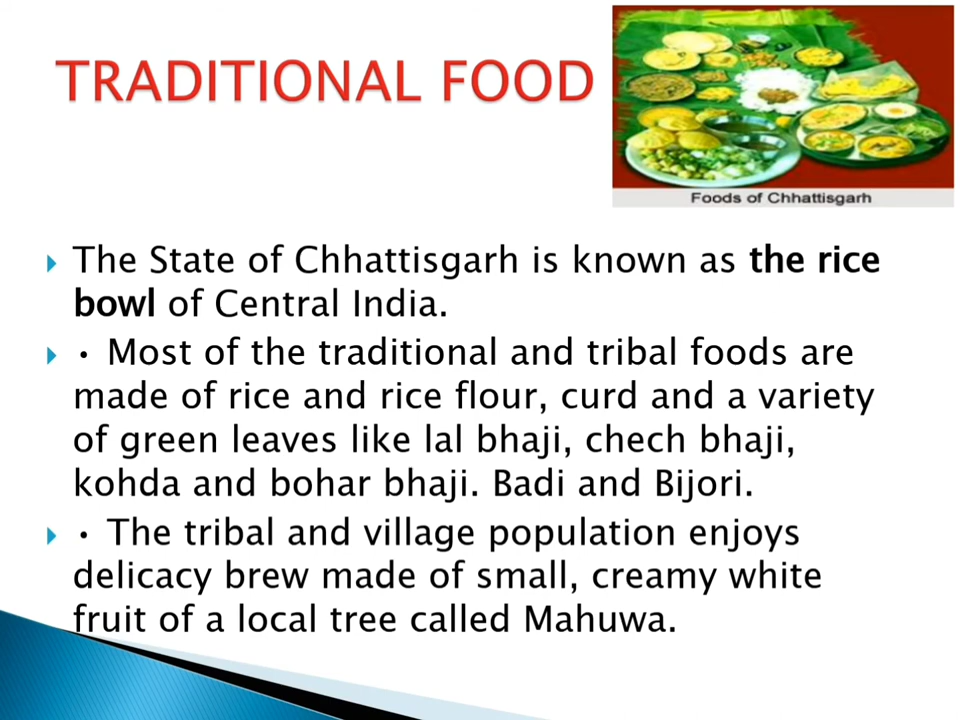 TRADITIONAL FOOD
Foods of Chhattisgarh
The State of Chhattisgarh is known as the rice
bowl of Central India.
• Most of the traditional and tribal foods are
made of rice and rice flour, curd and a variety
of green leaves like lal bhaji, chech bhaji,
kohda and bohar bhaji. Badi and Bijori.
• The tribal and village population enjoys
delicacy brew made of small, creamy white
fruit of a local tree called Mahuwa.